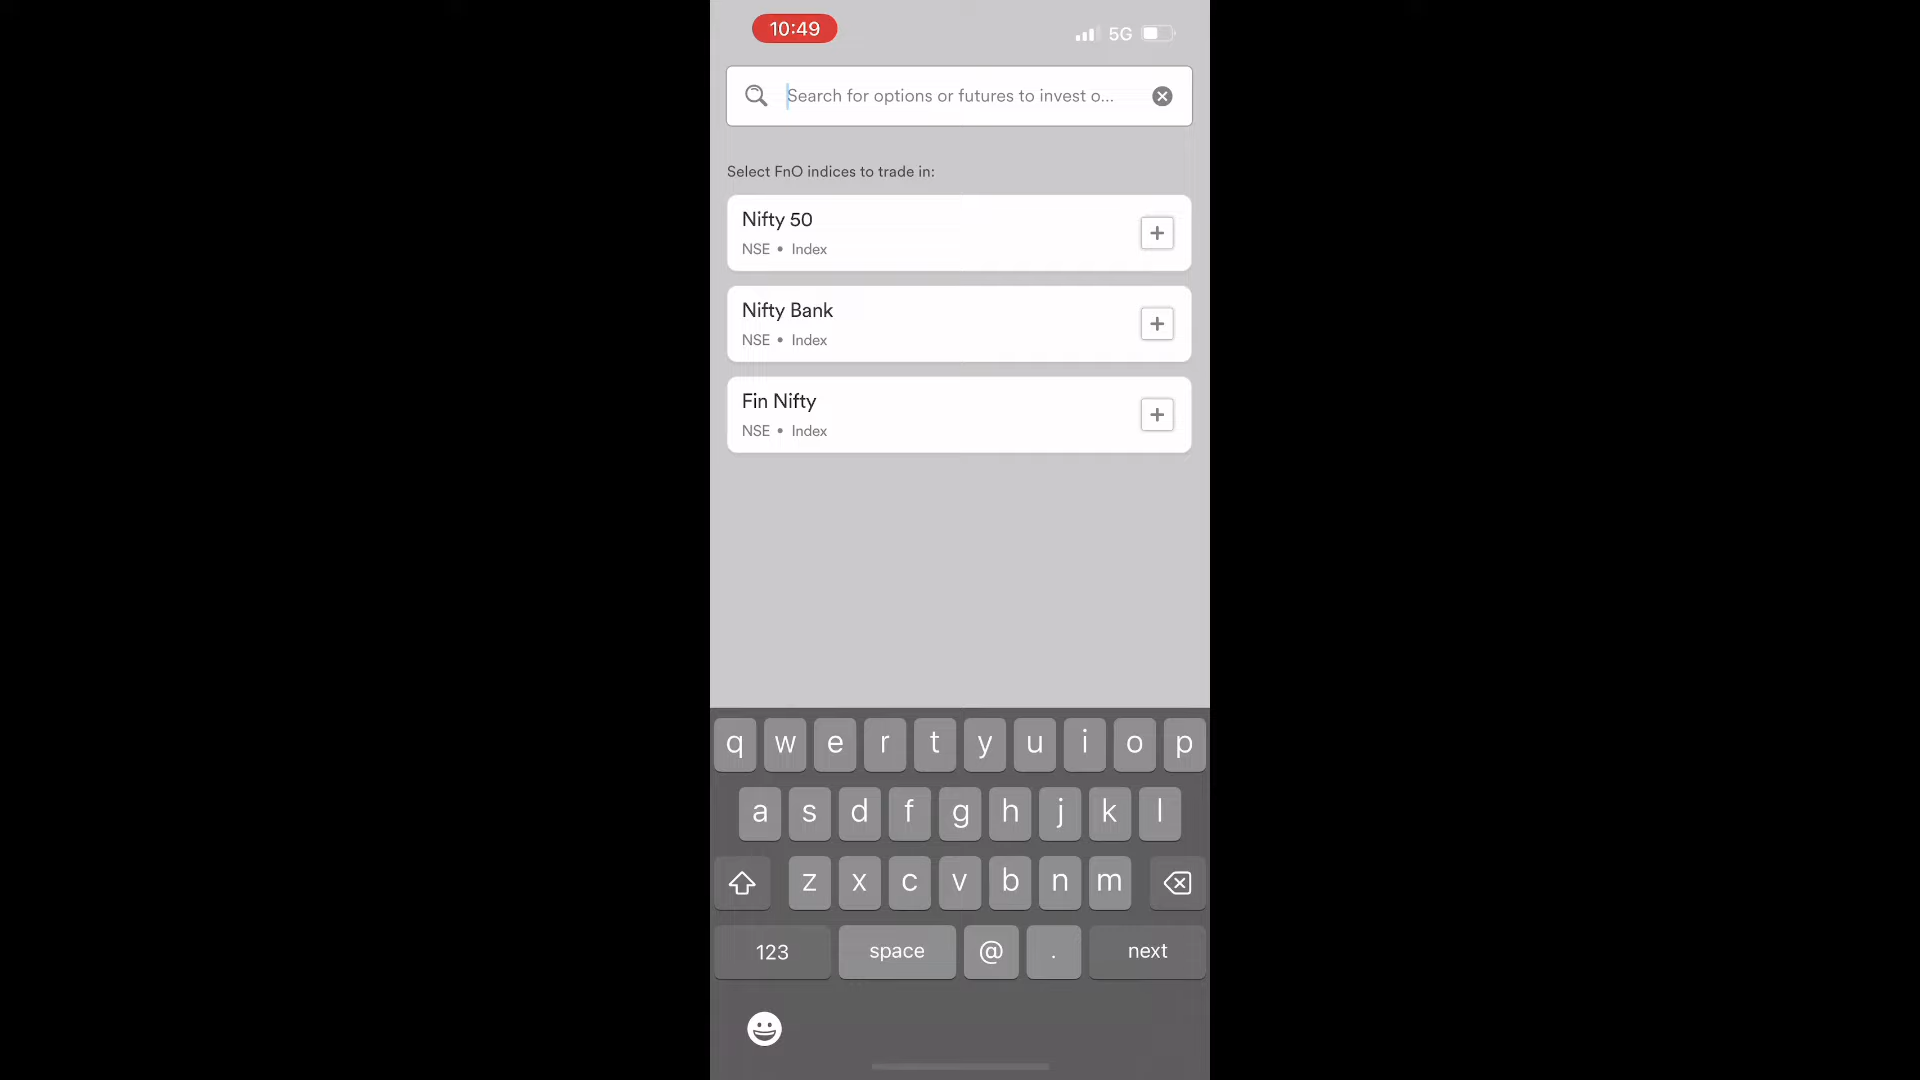 10:49
5G
Search for options or futures to invest o...
Select FnO indices to trade in:
Nifty 50
NSE • Index
Nifty Bank
NSE • Index
Fin Nifty
NSE • Index
q w e r t y u i o p
a s d f g h j k l
z x c v b n m
123 space @ . next